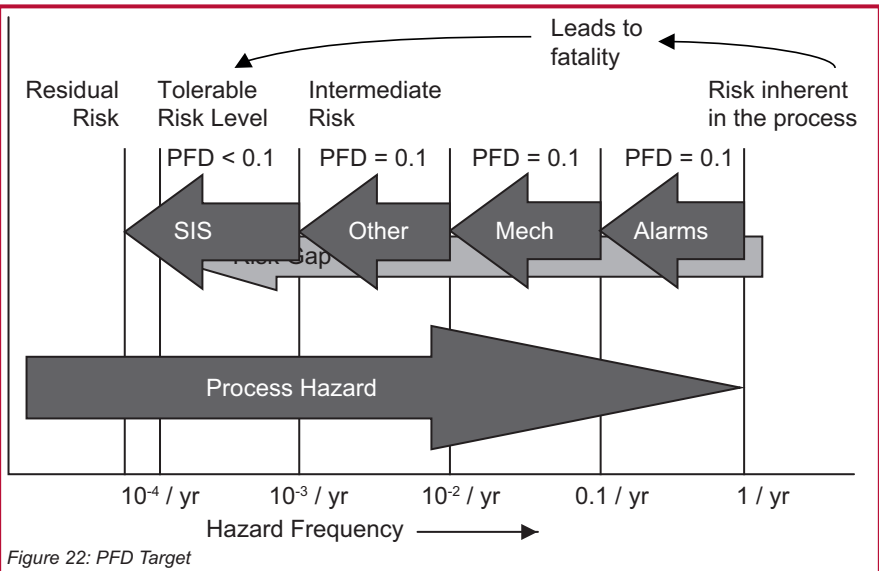 Leads to
fatality
Residual
Risk
Tolerable
Risk Level
Intermediate
Risk
Risk inherent
in the process
PFD < 0.1
PFD = 0.1
PFD = 0.1
PFD = 0.1
SIS
Other
Mech
Alarms
Risk Gap
Process Hazard
10⁻⁴ / yr
10⁻³ / yr
10⁻² / yr
0.1 / yr
1 / yr
Hazard Frequency
Figure 22: PFD Target